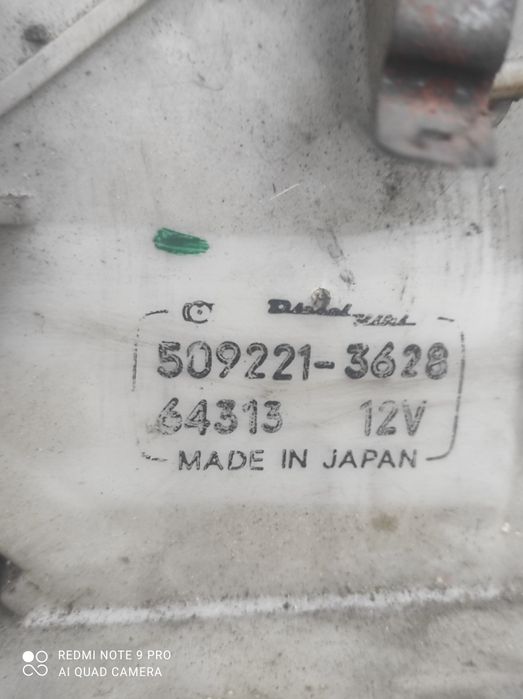 509221-3628
64313 12V
MADE IN JAPAN
REDMI NOTE 9 PRO
AI QUAD CAMERA